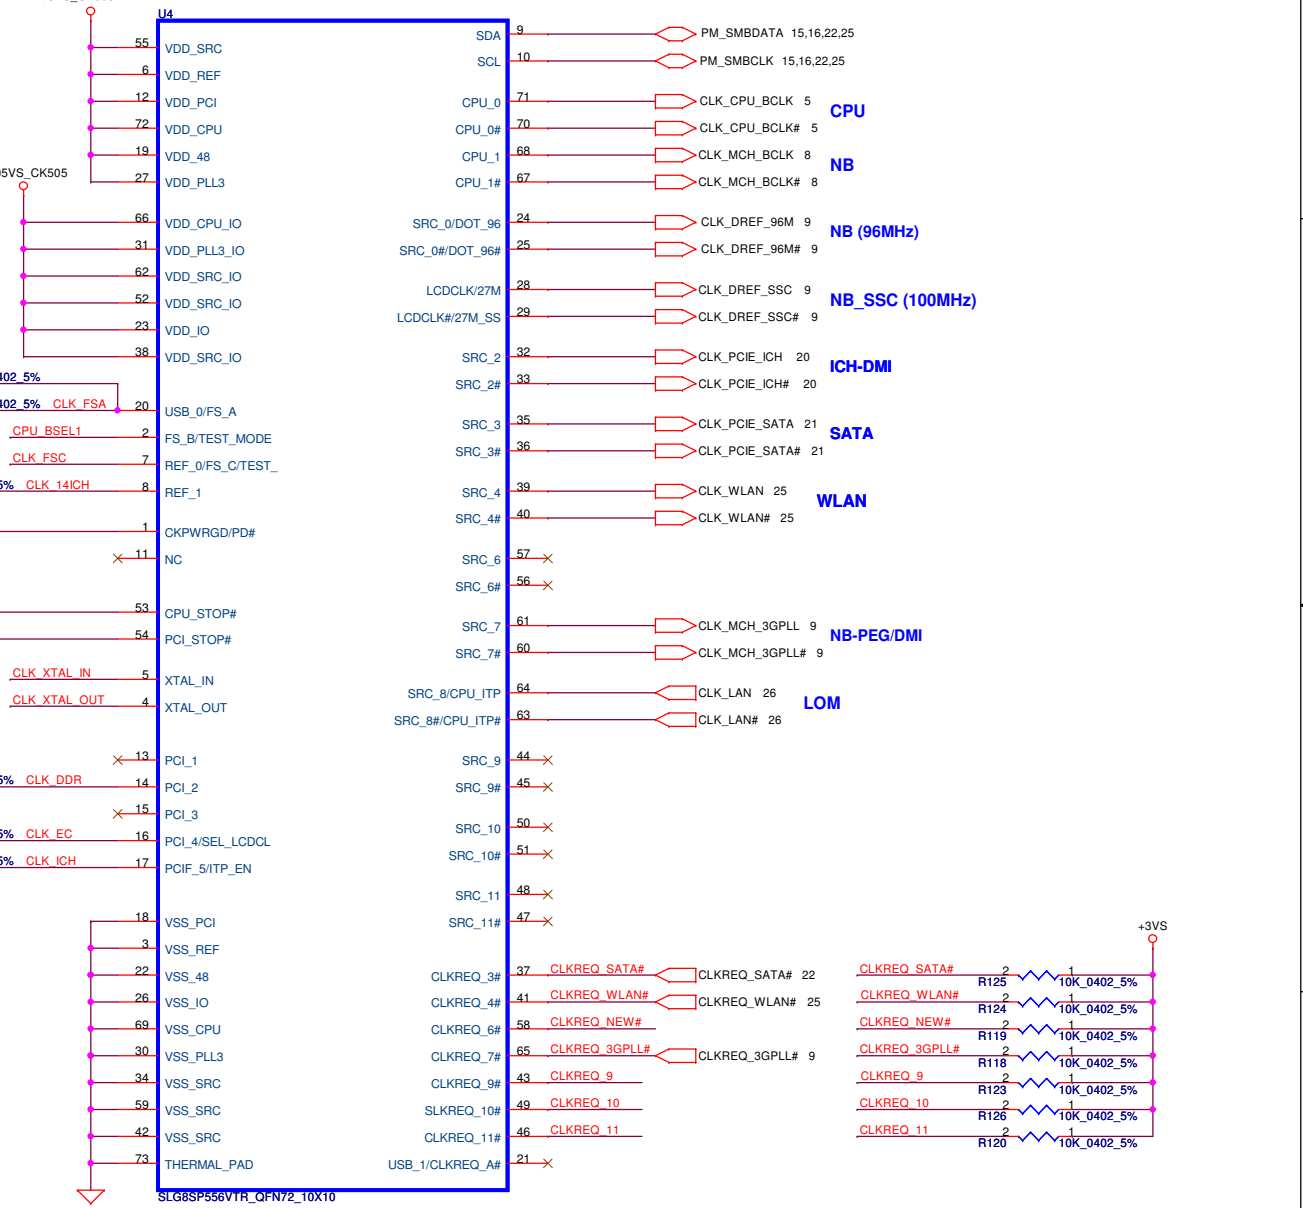 U4
55 VDD_SRC
6 VDD_REF
12 VDD_PCI
72 VDD_CPU
19 VDD_48
27 VDD_PLL3
05VS_CK505
66 VDD_CPU_IO
31 VDD_PLL3_IO
62 VDD_SRC_IO
52 VDD_SRC_IO
23 VDD_IO
38 VDD_SRC_IO
402_5%
402_5% CLK_FSA 20 USB_0/FS_A
CPU_BSEL1 2 FS_B/TEST_MODE
CLK_FSC 7 REF_0/FS_C/TEST_
5% CLK_14ICH 8 REF_1
1 CKPWRGD/PD#
11 NC
53 CPU_STOP#
54 PCI_STOP#
CLK_XTAL_IN 5 XTAL_IN
CLK_XTAL_OUT 4 XTAL_OUT
13 PCI_1
5% CLK_DDR 14 PCI_2
15 PCI_3
5% CLK_EC 16 PCI_4/SEL_LCDCL
5% CLK_ICH 17 PCIF_5/ITP_EN
18 VSS_PCI
3 VSS_REF
22 VSS_48
26 VSS_IO
69 VSS_CPU
30 VSS_PLL3
34 VSS_SRC
59 VSS_SRC
42 VSS_SRC
73 THERMAL_PAD
SLG8SP556VTR_QFN72_10X10
SDA 9 PM_SMBDATA 15,16,22,25
SCL 10 PM_SMBCLK 15,16,22,25
CPU_0 71 CLK_CPU_BCLK 5
CPU
CPU_0# 70 CLK_CPU_BCLK# 5
CPU_1 68 CLK_MCH_BCLK 8
NB
CPU_1# 67 CLK_MCH_BCLK# 8
SRC_0/DOT_96 24 CLK_DREF_96M 9
NB (96MHz)
SRC_0#/DOT_96# 25 CLK_DREF_96M# 9
LCDCLK/27M 28 CLK_DREF_SSC 9
NB_SSC (100MHz)
LCDCLK#/27M_SS 29 CLK_DREF_SSC# 9
SRC_2 32 CLK_PCIE_ICH 20
ICH-DMI
SRC_2# 33 CLK_PCIE_ICH# 20
SRC_3 35 CLK_PCIE_SATA 21
SATA
SRC_3# 36 CLK_PCIE_SATA# 21
SRC_4 39 CLK_WLAN 25
WLAN
SRC_4# 40 CLK_WLAN# 25
SRC_6 57
SRC_6# 56
SRC_7 61 CLK_MCH_3GPLL 9
NB-PEG/DMI
SRC_7# 60 CLK_MCH_3GPLL# 9
SRC_8/CPU_ITP 64 CLK_LAN 26
LOM
SRC_8#/CPU_ITP# 63 CLK_LAN# 26
SRC_9 44
SRC_9# 45
SRC_10 50
SRC_10# 51
SRC_11 48
SRC_11# 47
CLKREQ_3# 37 CLKREQ_SATA# CLKREQ_SATA# 22
CLKREQ_4# 41 CLKREQ_WLAN# CLKREQ_WLAN# 25
CLKREQ_6# 58 CLKREQ_NEW#
CLKREQ_7# 65 CLKREQ_3GPLL# CLKREQ_3GPLL# 9
CLKREQ_9# 43 CLKREQ_9
SLKREQ_10# 49 CLKREQ_10
CLKREQ_11# 46 CLKREQ_11
USB_1/CLKREQ_A# 21
+3VS
CLKREQ_SATA# 2 1
R125 10K_0402_5%
CLKREQ_WLAN# 2 1
R124 10K_0402_5%
CLKREQ_NEW# 2 1
R119 10K_0402_5%
CLKREQ_3GPLL# 2 1
R118 10K_0402_5%
CLKREQ_9 2 1
R123 10K_0402_5%
CLKREQ_10 2 1
R126 10K_0402_5%
CLKREQ_11 2 1
R120 10K_0402_5%